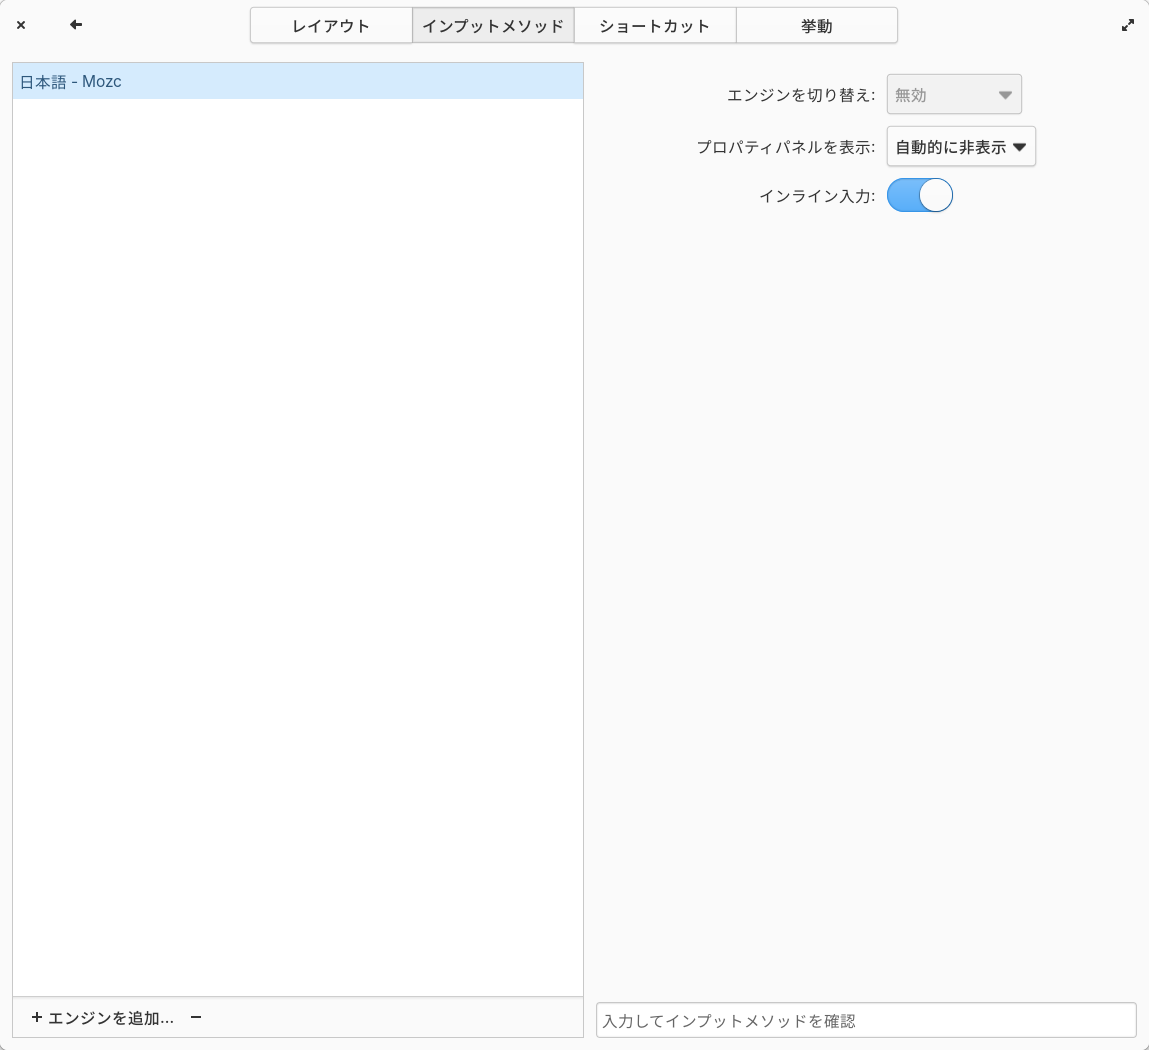 レイアウト
インプットメソッド
ショートカット
挙動
日本語 - Mozc
エンジンを切り替え:
無効
プロパティパネルを表示:
自動的に非表示
インライン入力:
+ エンジンを追加... −
入力してインプットメソッドを確認